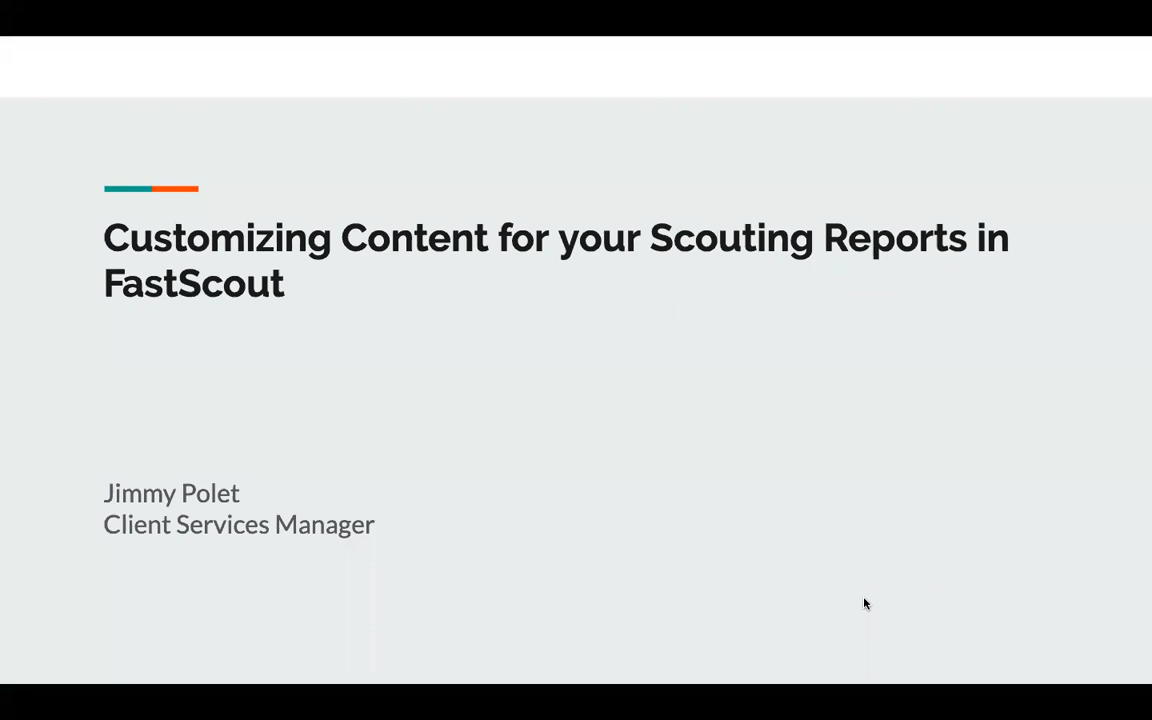 Customizing Content for your Scouting Reports in
FastScout
Jimmy Polet
Client Services Manager